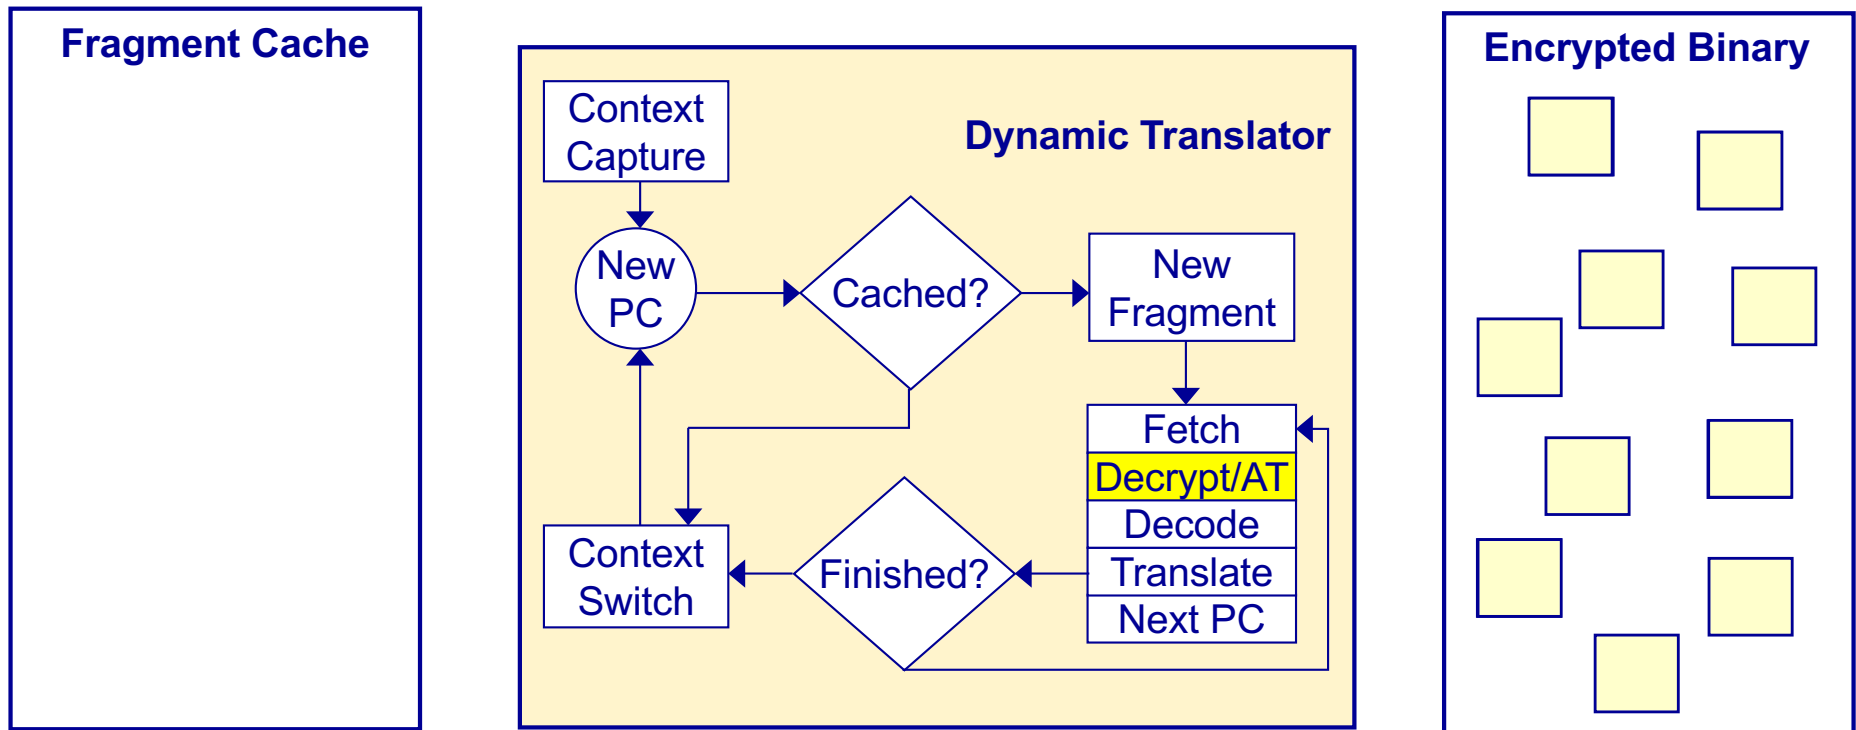 Fragment Cache
Context
Capture
Dynamic Translator
New
PC
Cached?
New
Fragment
Fetch
Decrypt/AT
Decode
Translate
Next PC
Finished?
Context
Switch
Encrypted Binary